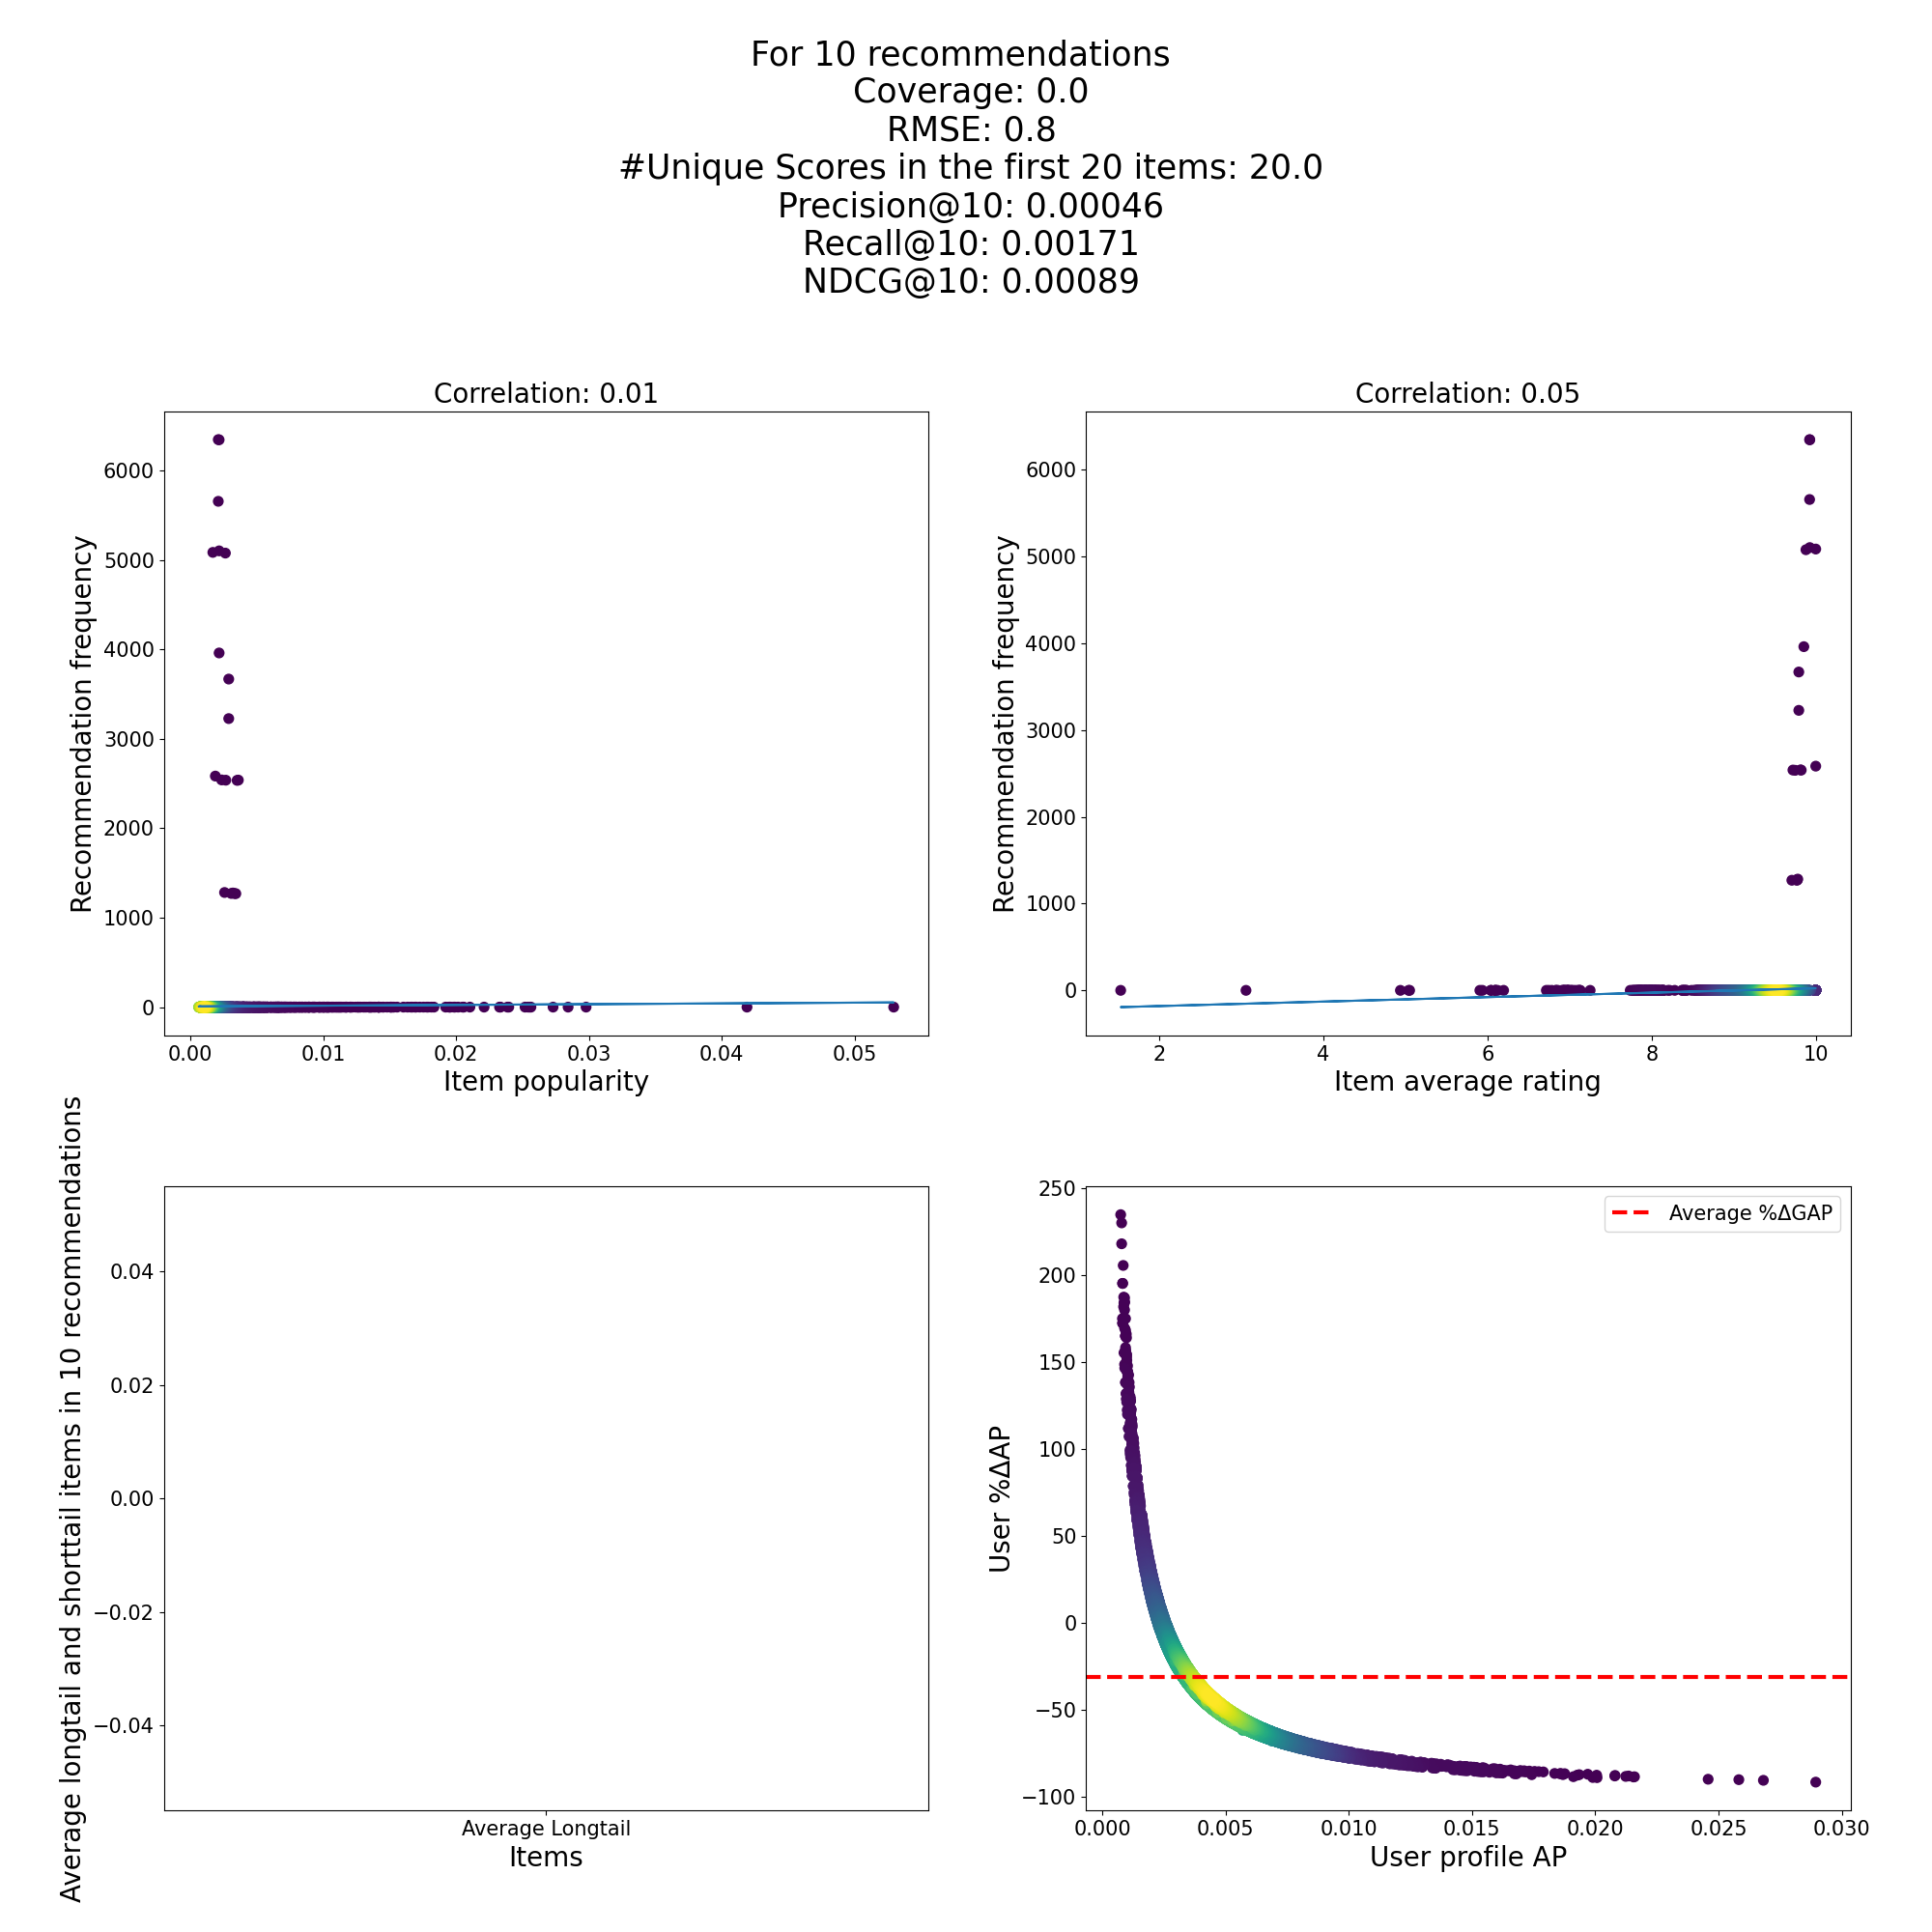 For 10 recommendations
Coverage: 0.0
RMSE: 0.8
#Unique Scores in the first 20 items: 20.0
Precision@10: 0.00046
Recall@10: 0.00171
NDCG@10: 0.00089
Correlation: 0.01
6000
5000
4000
3000
2000
1000
0
Recommendation frequency
0.00 0.01 0.02 0.03 0.04 0.05
Item popularity
Correlation: 0.05
6000
5000
4000
3000
2000
1000
0
Recommendation frequency
2 4 6 8 10
Item average rating
0.04
0.02
0.00
−0.02
−0.04
Average longtail and shorttail items in 10 recommendations
Average Longtail
Items
250
200
150
100
50
0
−50
−100
User %ΔAP
Average %ΔGAP
0.000 0.005 0.010 0.015 0.020 0.025 0.030
User profile AP